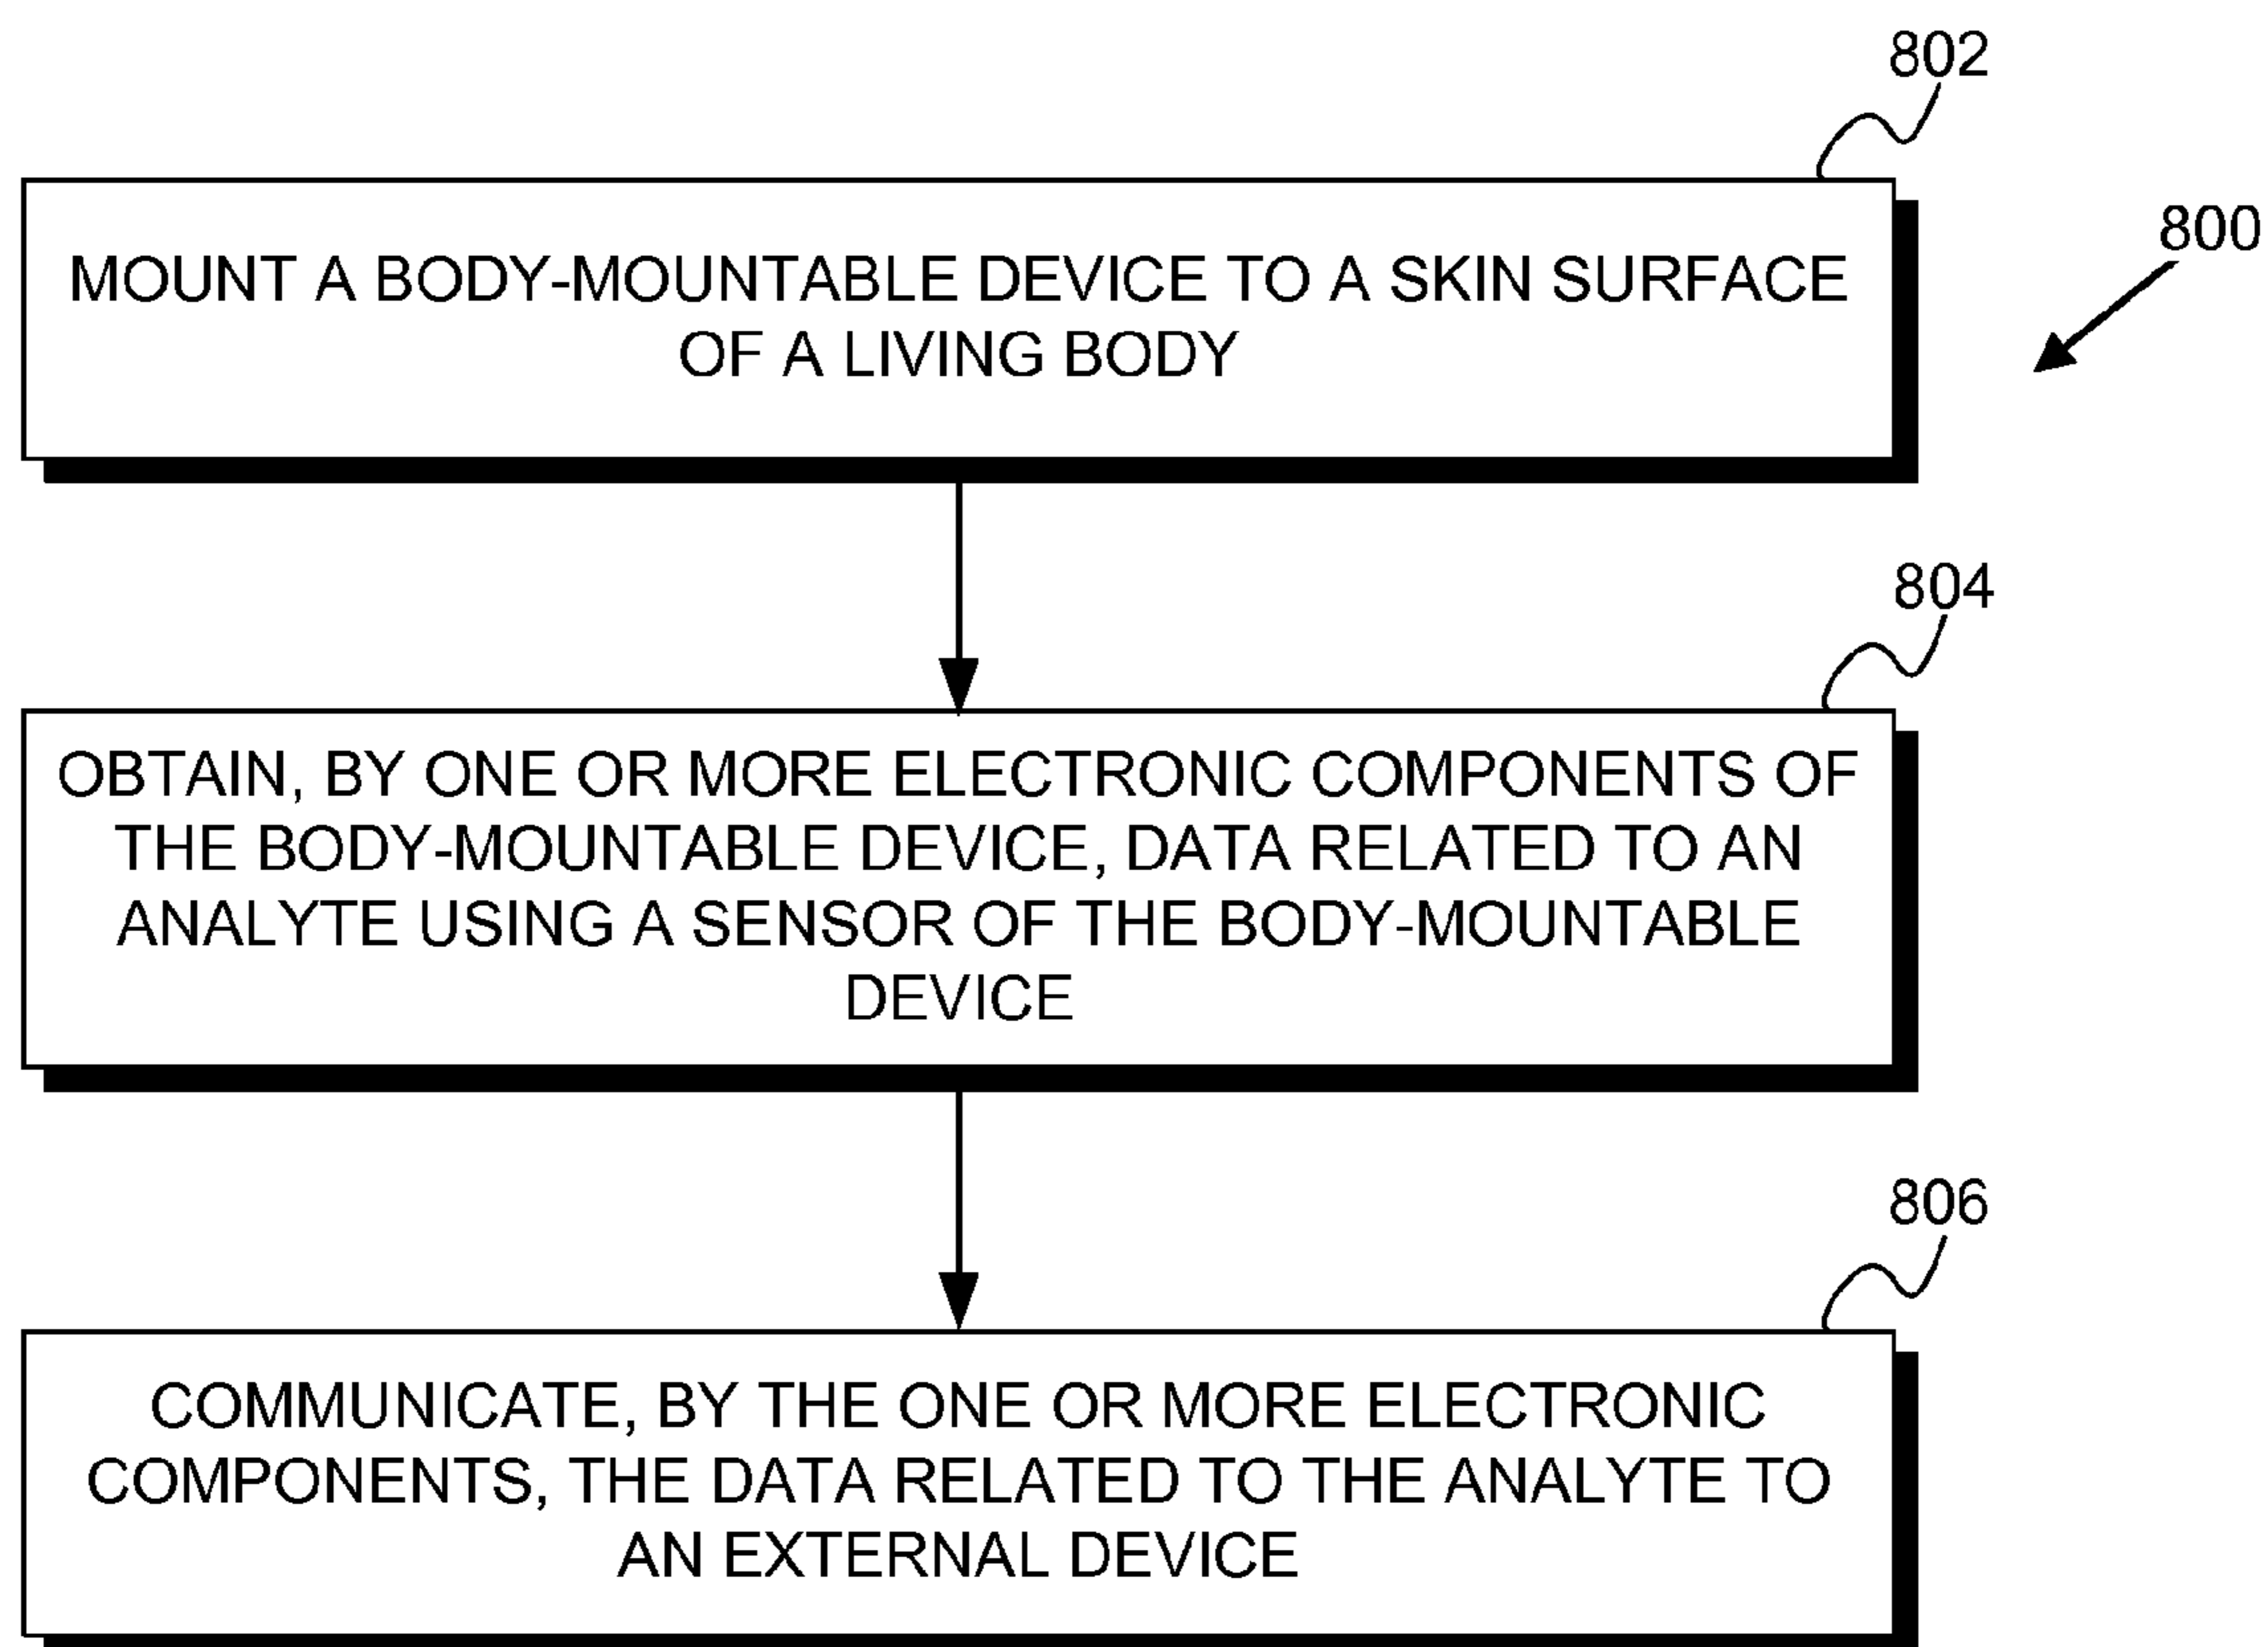 802
800
MOUNT A BODY-MOUNTABLE DEVICE TO A SKIN SURFACE
OF A LIVING BODY
804
OBTAIN, BY ONE OR MORE ELECTRONIC COMPONENTS OF
THE BODY-MOUNTABLE DEVICE, DATA RELATED TO AN
ANALYTE USING A SENSOR OF THE BODY-MOUNTABLE
DEVICE
806
COMMUNICATE, BY THE ONE OR MORE ELECTRONIC
COMPONENTS, THE DATA RELATED TO THE ANALYTE TO
AN EXTERNAL DEVICE